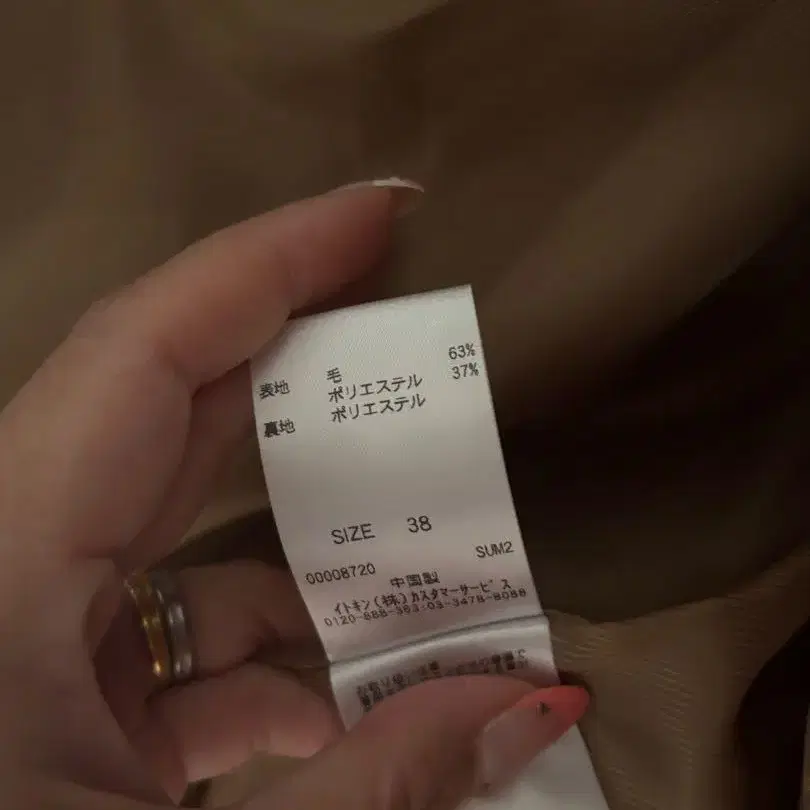 表地 毛 63%
ポリエステル 37%
裏地 ポリエステル
SIZE 38
SUM2
00008720
中国製
イトキン(株)カスタマーサービス
0120-888-363:03-3478-8088